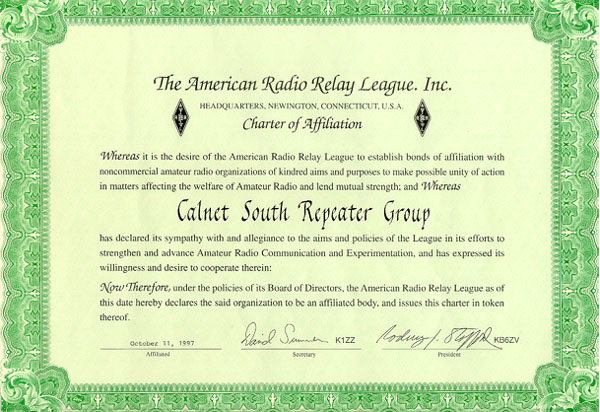 The American Radio Relay League. Inc.
HEADQUARTERS, NEWINGTON, CONNECTICUT, U.S.A.
Charter of Affiliation
Whereas it is the desire of the American Radio Relay League to establish bonds of affiliation with
noncommercial amateur radio organizations of kindred aims and purposes to make possible unity of action
in matters affecting the welfare of Amateur Radio and lend mutual strength; and Whereas
Calnet South Repeater Group
has declared its sympathy with and allegiance to the aims and policies of the League in its efforts to
strengthen and advance Amateur Radio Communication and Experimentation, and has expressed its
willingness and desire to cooperate therein:
Now Therefore, under the policies of its Board of Directors, the American Radio Relay League as of
this date hereby declares the said organization to be an affiliated body, and issues this charter in token
thereof.
October 11, 1997 David Sumner K1ZZ Rodney J. Stafford KB6ZV
Affiliated Secretary President